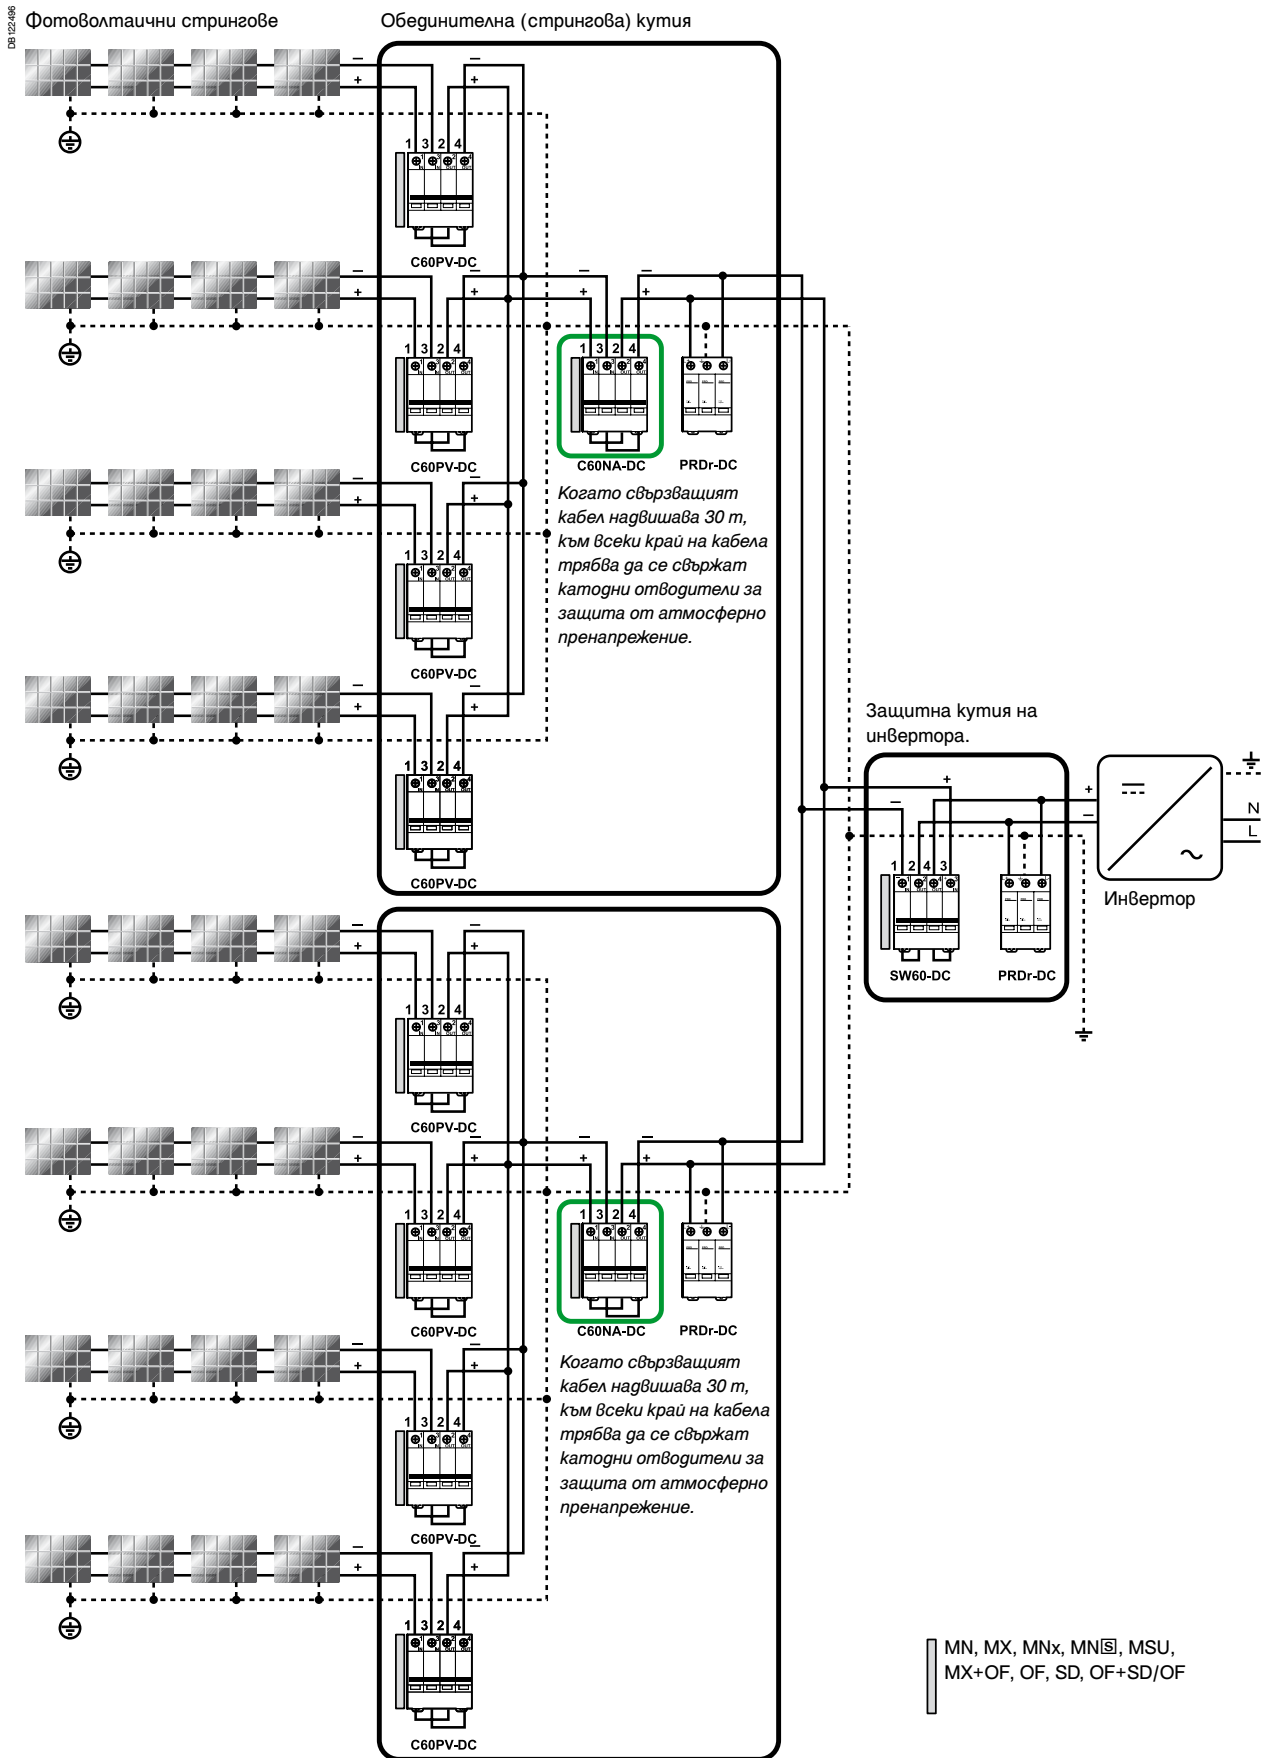 DB122496
Фотоволтаични стрингове
Обединителна (стрингова) кутия
– +
– +
1 3 2 4
C60PV-DC
– +
– +
– +
– +
1 3 2 4
1 3 2 4
C60PV-DC
C60NA-DC
PRDr-DC
Когато свързващият
кабел надвишава 30 m,
към всеки край на кабела
трябва да се свържат
катодни отводители за
защита от атмосферно
пренапрежение.
– +
– +
1 3 2 4
C60PV-DC
– +
– +
1 3 2 4
C60PV-DC
Защитна кутия на
инвертора.
– +
+ –
N
L
1 2 4 3
SW60-DC
PRDr-DC
Инвертор
– +
– +
1 3 2 4
C60PV-DC
– +
– +
– +
– +
1 3 2 4
1 3 2 4
C60PV-DC
C60NA-DC
PRDr-DC
Когато свързващият
кабел надвишава 30 m,
към всеки край на кабела
трябва да се свържат
катодни отводители за
защита от атмосферно
пренапрежение.
– +
– +
1 3 2 4
C60PV-DC
– +
– +
1 3 2 4
C60PV-DC
MN, MX, MNx, MN🅂, MSU,
MX+OF, OF, SD, OF+SD/OF